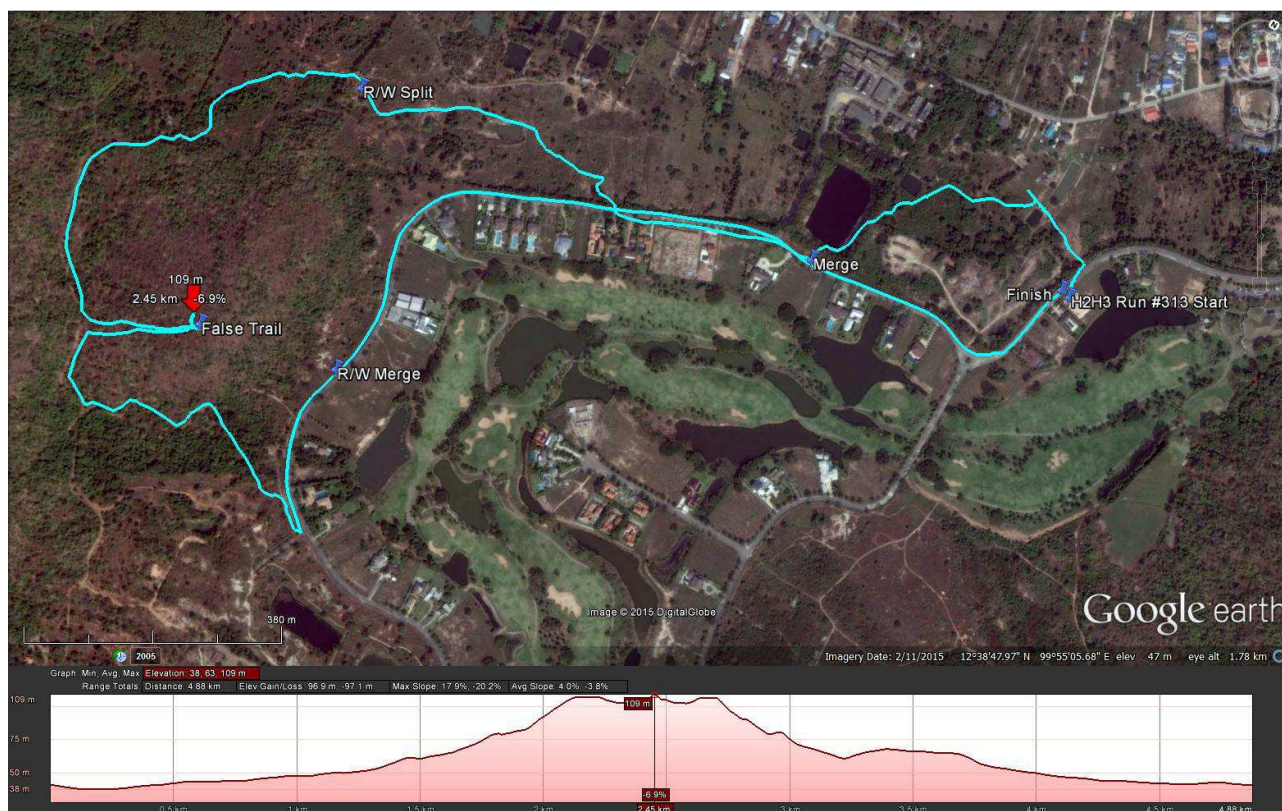 R/W Split
109 m
2.45 km -6.9%
False Trail
R/W Merge
Merge
Finish
H2H3 Run #313 Start
Image © 2015 DigitalGlobe
Google earth
380 m
2005
Imagery Date: 2/11/2015 12°38'47.97" N 99°55'05.68" E elev 47 m eye alt 1.78 km
Graph: Min, Avg, Max Elevation: 38, 63, 109 m
Range Totals: Distance: 4.88 km Elev Gain/Loss: 96.9 m, -97.1 m Max Slope: 17.9%, -20.2% Avg Slope: 4.0%, -3.8%
109 m
109 m
75 m
50 m
38 m
-6.9%
0.5 km 1 km 1.5 km 2 km 2.45 km 3 km 3.5 km 4 km 4.5 km 4.88 km